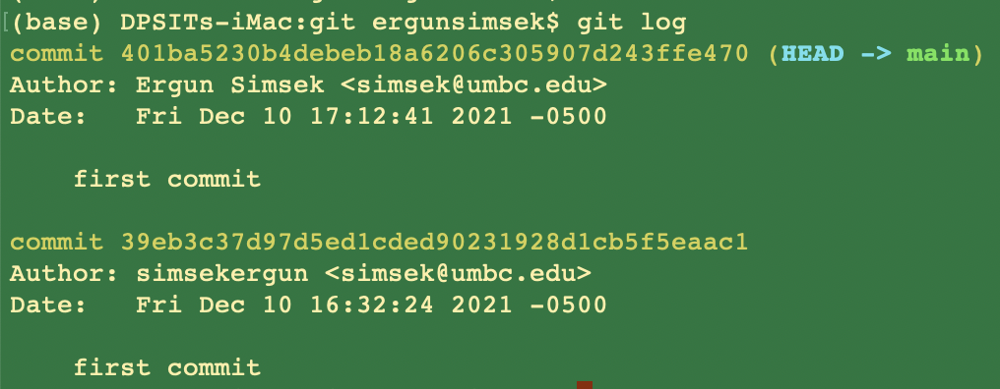 (base) DPSITs-iMac:git ergunsimsek$ git log
commit 401ba5230b4debeb18a6206c305907d243ffe470 (HEAD -> main)
Author: Ergun Simsek <simsek@umbc.edu>
Date:   Fri Dec 10 17:12:41 2021 -0500
first commit
commit 39eb3c37d97d5ed1cded90231928d1cb5f5eaac1
Author: simsekergun <simsek@umbc.edu>
Date:   Fri Dec 10 16:32:24 2021 -0500
first commit